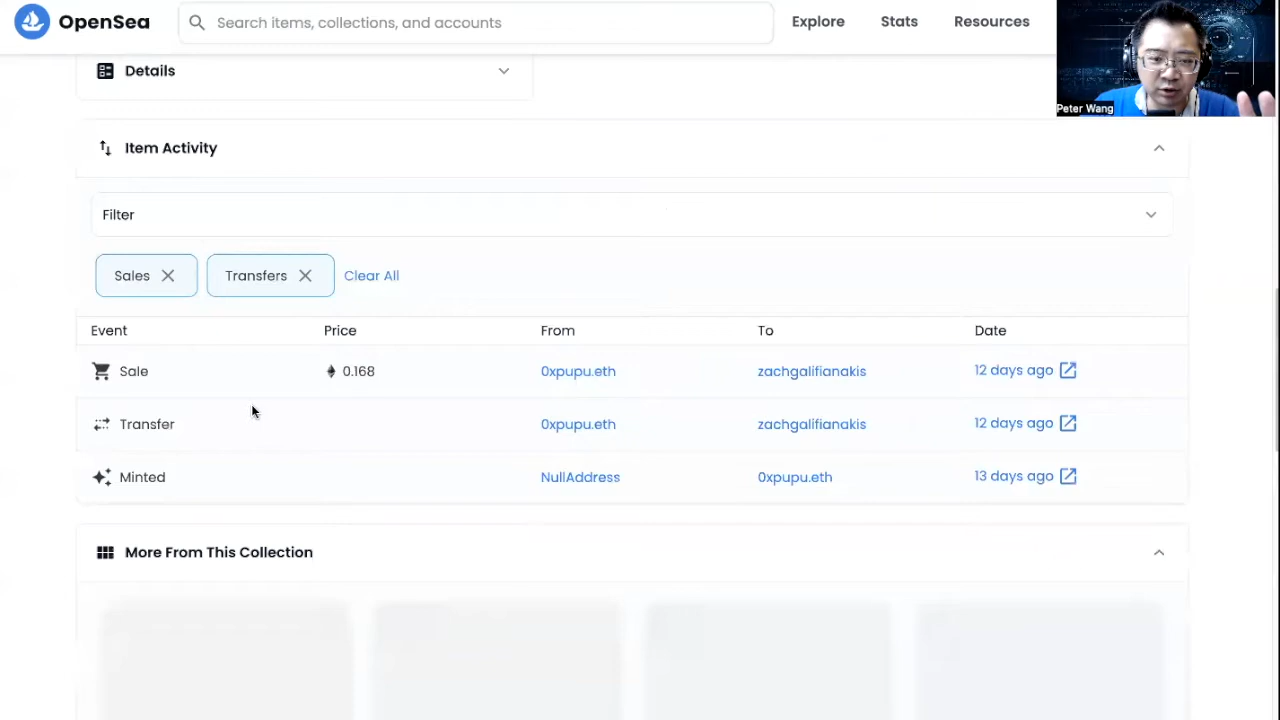 OpenSea
Search items, collections, and accounts
Explore
Stats
Resources
Peter Wang
Details
Item Activity
Filter
Sales
Transfers
Clear All
Event Price From To Date
Sale 0.168 0xpupu.eth zachgalifianakis 12 days ago
Transfer 0xpupu.eth zachgalifianakis 12 days ago
Minted NullAddress 0xpupu.eth 13 days ago
More From This Collection